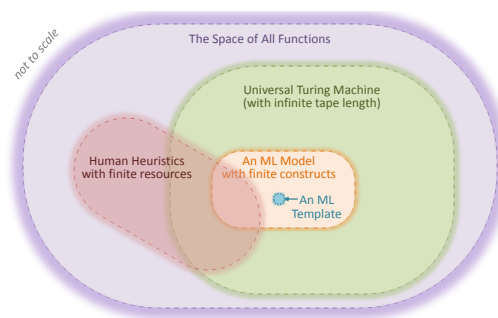 not to scale
The Space of All Functions
Universal Turing Machine
(with infinite tape length)
Human Heuristics
with finite resources
An ML Model
with finite constructs
An ML
Template